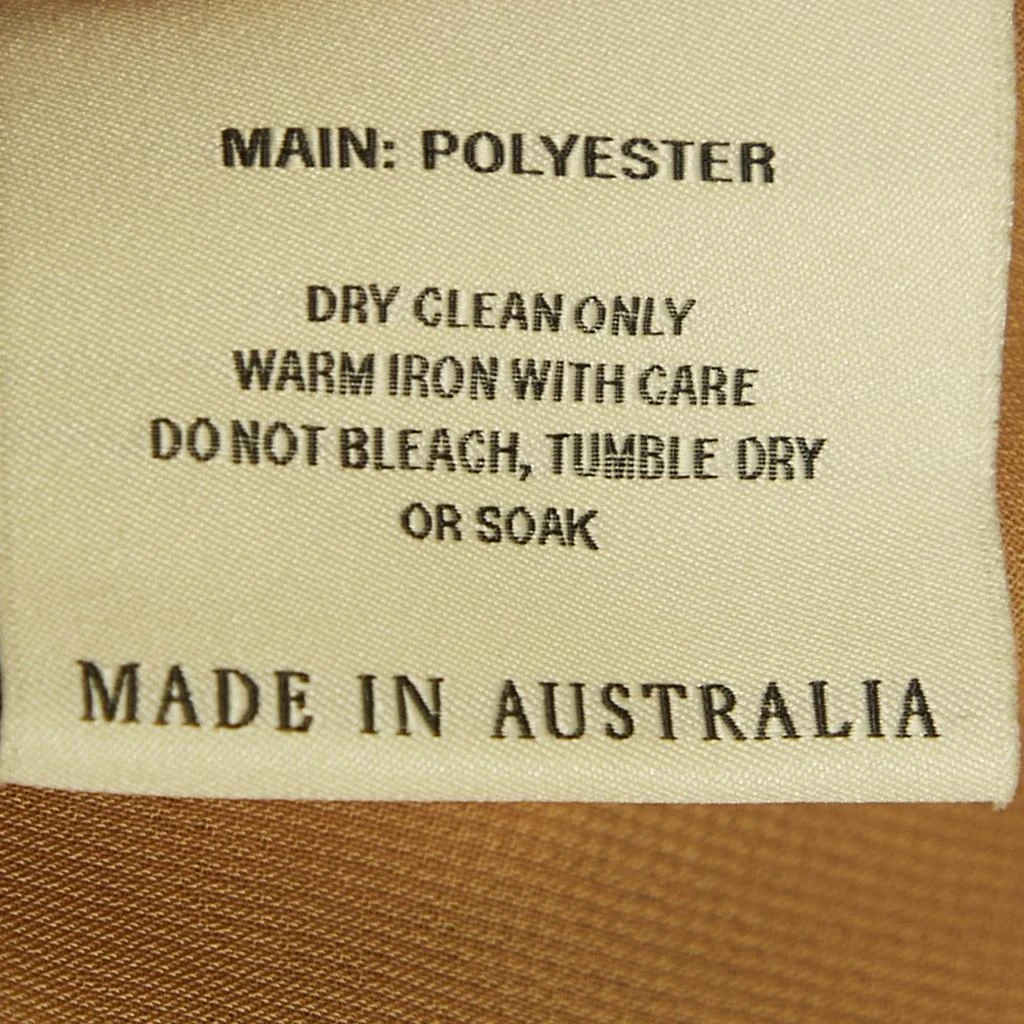 MAIN: POLYESTER
DRY CLEAN ONLY
WARM IRON WITH CARE
DO NOT BLEACH, TUMBLE DRY
OR SOAK
MADE IN AUSTRALIA